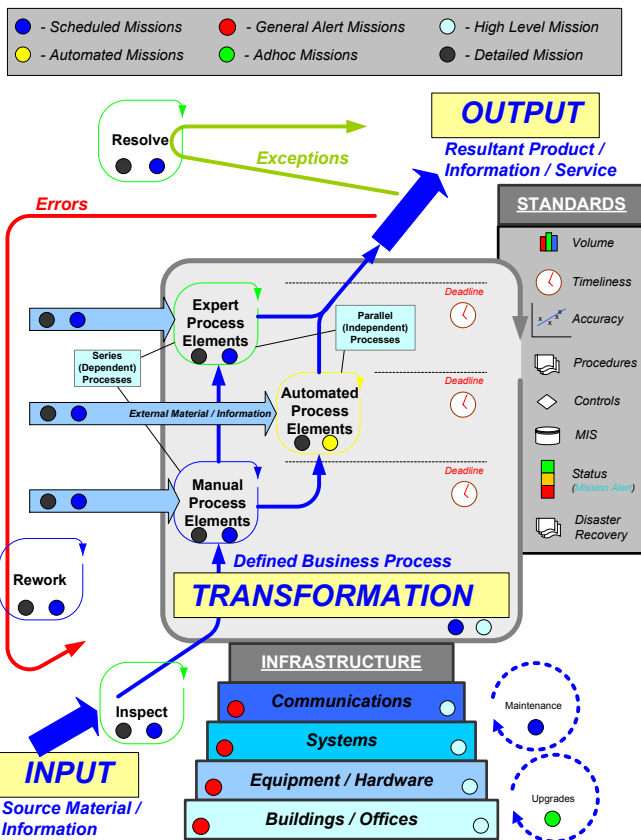 - Scheduled Missions
- General Alert Missions
- High Level Mission
- Automated Missions
- Adhoc Missions
- Detailed Mission
OUTPUT
Resultant Product /
Information / Service
Resolve
Exceptions
Errors
STANDARDS
Volume
Timeliness
Accuracy
Procedures
Controls
MIS
Status
(Mission Alert)
Disaster
Recovery
Expert
Process
Elements
Deadline
Parallel
(Independent)
Processes
Series
(Dependent)
Processes
External Material / Information
Automated
Process
Elements
Deadline
Manual
Process
Elements
Deadline
Defined Business Process
TRANSFORMATION
Rework
Inspect
INPUT
Source Material /
Information
INFRASTRUCTURE
Communications
Systems
Equipment / Hardware
Buildings / Offices
Maintenance
Upgrades